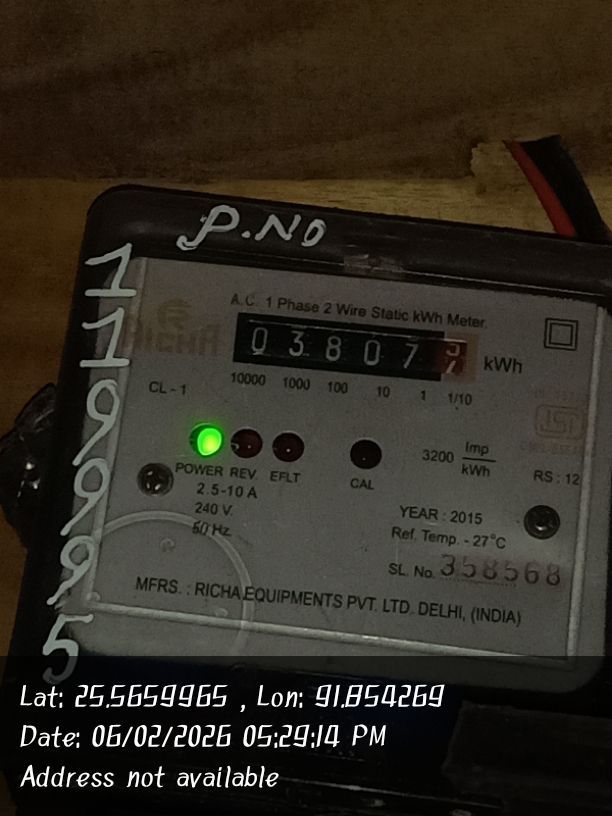 P.NO
1199995
RICHA
A.C. 1 Phase 2 Wire Static kWh Meter.
03807 kWh
10000 1000 100 10 1 1/10
CL-1
3200 Imp/kWh
POWER REV. EFLT CAL
RS : 12
2.5-10 A
240 V.
50 Hz.
YEAR : 2015
Ref. Temp. - 27°C
SL. No. 358568
MFRS. : RICHA EQUIPMENTS PVT. LTD. DELHI, (INDIA)
Lat: 25.5659965 , Lon: 91.854269
Date: 06/02/2026 05:29:14 PM
Address not available